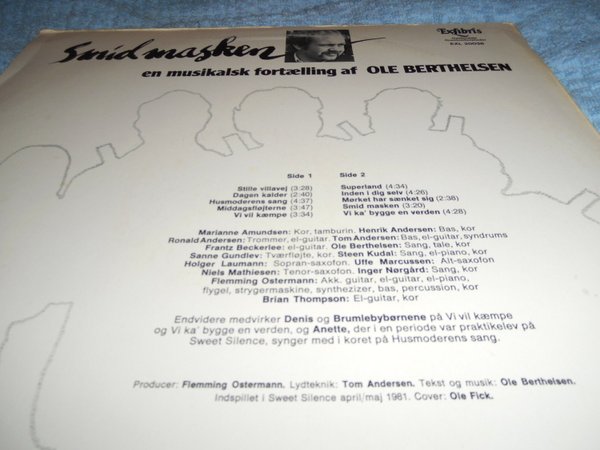 Smid masken
Exlibris
EXL 20036
en musikalsk fortælling af OLE BERTHELSEN
Side 1
Stille villavej (3:28)
Dagen kalder (2:40)
Husmoderens sang (4:37)
Middagsfløjterne (3:47)
Vi vil kæmpe (3:34)
Side 2
Superland (4:34)
Inden i dig selv (4:26)
Mørket har sænket sig (2:38)
Smid masken (3:20)
Vi ka' bygge en verden (4:28)
Marianne Amundsen: Kor, tamburin. Henrik Andersen: Bas, kor
Ronald Andersen: Trommer, el-guitar. Tom Andersen: Bas, el-guitar, syndrums
Frantz Beckerlee: el-guitar. Ole Berthelsen: Sang, tale, kor
Sanne Gundlev: Tværfløjte, kor. Steen Kudal: Sang, el-piano, kor
Holger Laumann: Sopran-saxofon. Uffe Marcussen: Alt-saxofon
Niels Mathiesen: Tenor-saxofon. Inger Nørgård: Sang, kor
Flemming Ostermann: Akk. guitar, el-guitar, el-piano,
flygel, strygermaskine, synthezizer, bas, percussion, kor
Brian Thompson: El-guitar, kor
Endvidere medvirker Denis og Brumlebybørnene på Vi vil kæmpe
og Vi ka' bygge en verden, og Anette, der i en periode var praktikelev på
Sweet Silence, synger med i koret på Husmoderens sang.
Producer: Flemming Ostermann. Lydteknik: Tom Andersen. Tekst og musik: Ole Berthelsen.
Indspillet i Sweet Silence april/maj 1981. Cover: Ole Fick.